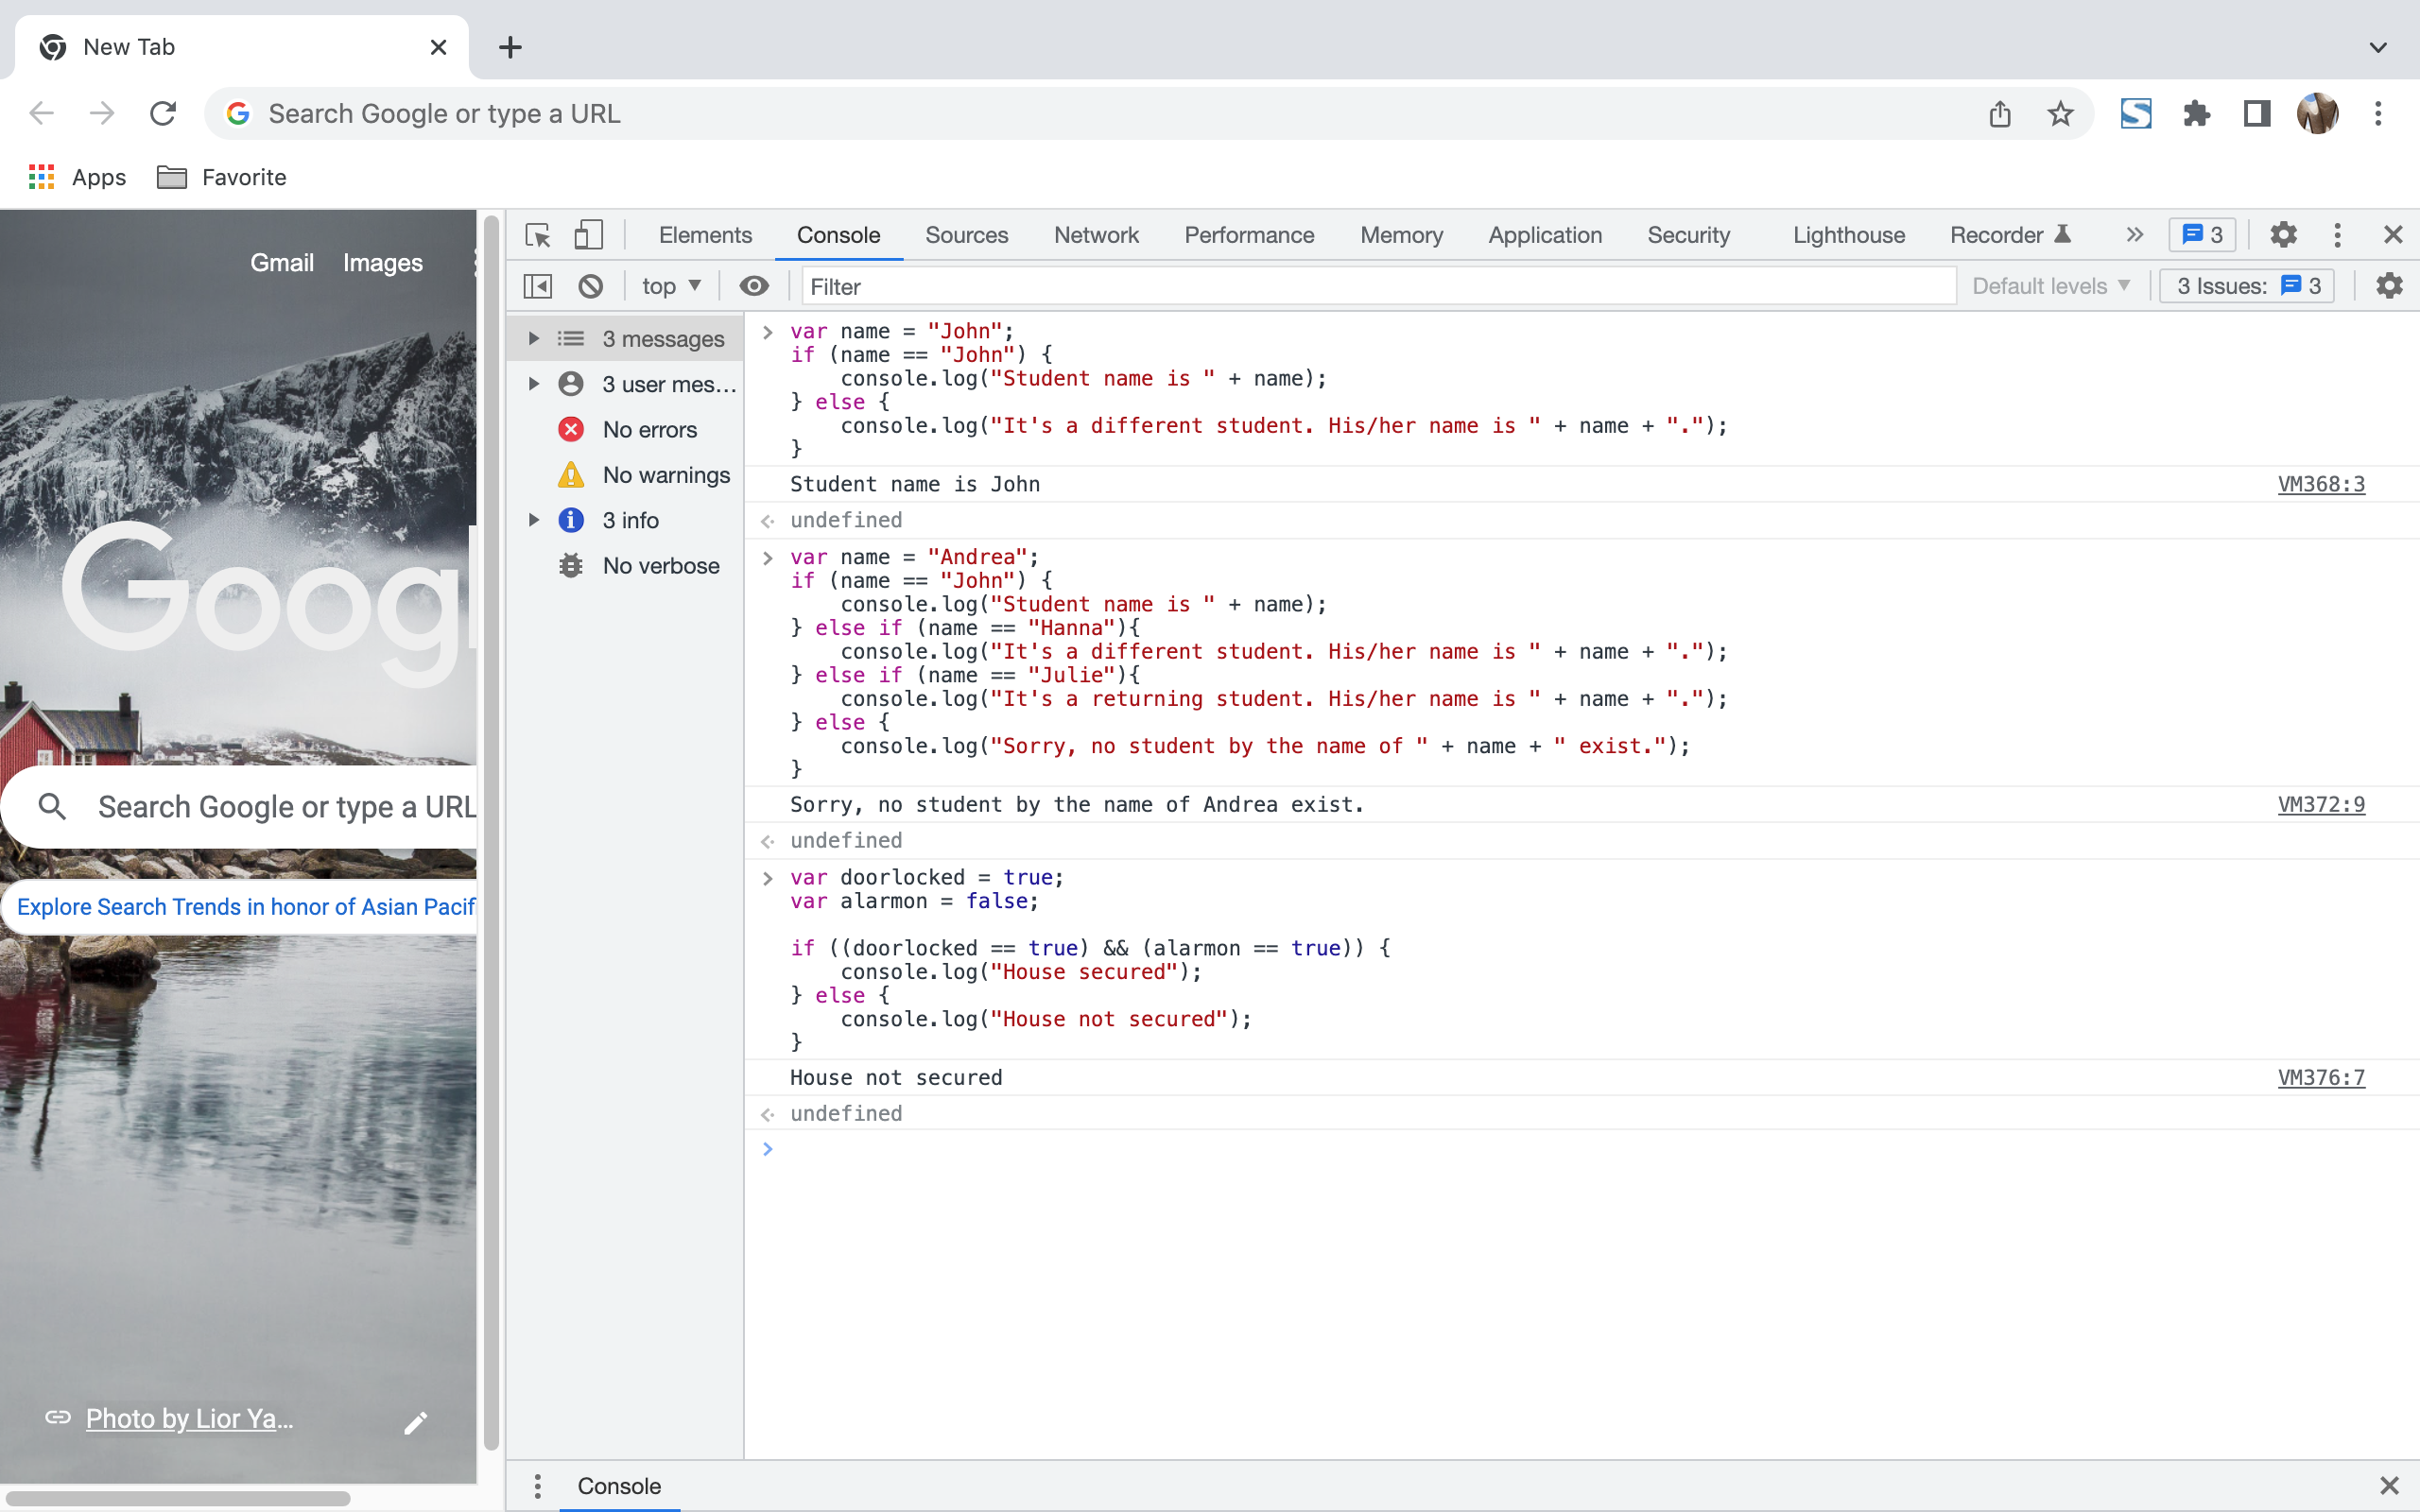 New Tab
Search Google or type a URL
Apps
Favorite
Gmail Images
Elements Console Sources Network Performance Memory Application Security Lighthouse Recorder 3
top Filter Default levels 3 Issues: 3
3 messages
3 user mes...
No errors
No warnings
3 info
No verbose
var name = "John";
if (name == "John") {
    console.log("Student name is " + name);
} else {
    console.log("It's a different student. His/her name is " + name + ".");
}
Student name is John VM368:3
undefined
var name = "Andrea";
if (name == "John") {
    console.log("Student name is " + name);
} else if (name == "Hanna"){
    console.log("It's a different student. His/her name is " + name + ".");
} else if (name == "Julie"){
    console.log("It's a returning student. His/her name is " + name + ".");
} else {
    console.log("Sorry, no student by the name of " + name + " exist.");
}
Sorry, no student by the name of Andrea exist. VM372:9
undefined
var doorlocked = true;
var alarmon = false;
if ((doorlocked == true) && (alarmon == true)) {
    console.log("House secured");
} else {
    console.log("House not secured");
}
House not secured VM376:7
undefined
Googl
Search Google or type a URL
Explore Search Trends in honor of Asian Pacif
Photo by Lior Ya...
Console